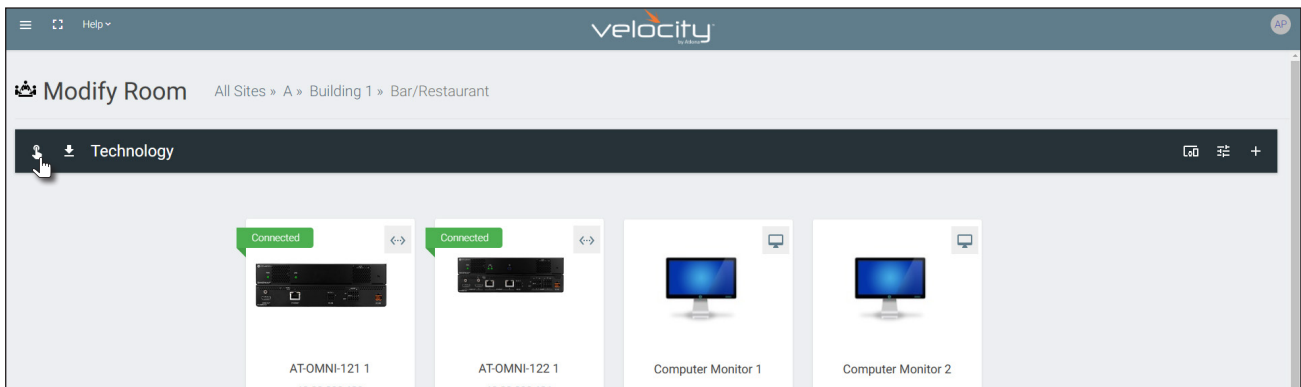 Help
velocity
by Atlona
AP
Modify Room All Sites » A » Building 1 » Bar/Restaurant
Technology
Connected Connected
AT-OMNI-121 1 AT-OMNI-122 1 Computer Monitor 1 Computer Monitor 2